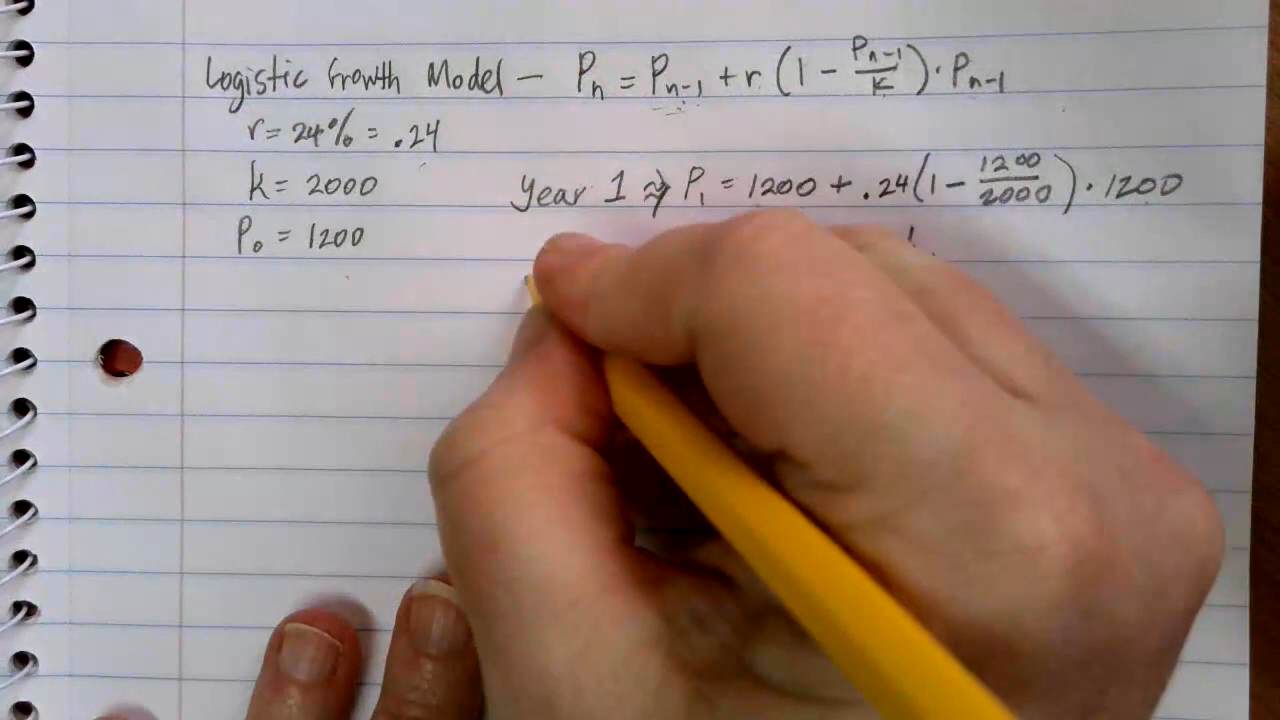 Logistic Growth Model — Pₙ = Pₙ₋₁ + r (1 - Pₙ₋₁/K) · Pₙ₋₁
r = 24% = .24
k = 2000
Year 1 ⇒ P₁ = 1200 + .24(1 - 1200/2000) · 1200
P₀ = 1200